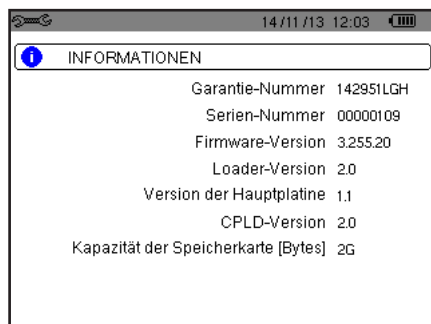 14/11/13 12:03
INFORMATIONEN
Garantie-Nummer 142951LGH
Serien-Nummer 00000109
Firmware-Version 3.255.20
Loader-Version 2.0
Version der Hauptplatine 1.1
CPLD-Version 2.0
Kapazität der Speicherkarte [Bytes] 2G